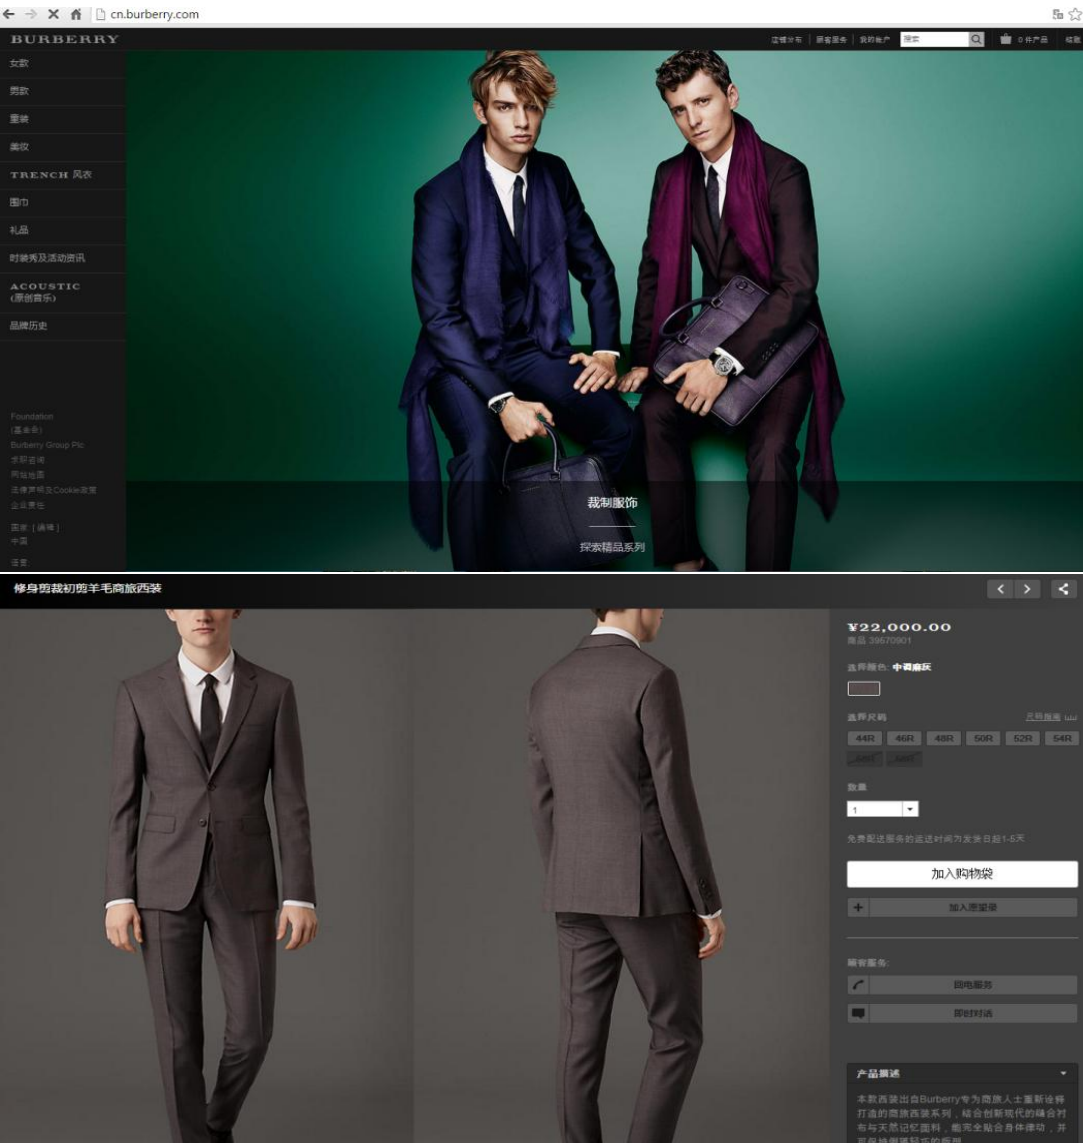 cn.burberry.com
BURBERRY
店铺分布 | 顾客服务 | 我的帐户 搜索 0 件产品 结账
女款
男款
童装
美妆
TRENCH 风衣
围巾
礼品
时装秀及活动资讯
ACOUSTIC
(原创音乐)
品牌历史
Foundation
(基金会)
Burberry Group Plc
求职咨询
网站地图
法律声明及Cookie政策
企业责任
国家 [ 编辑 ]
中国
语言
裁制服饰
探索精品系列
修身剪裁初剪羊毛商旅西装
¥22,000.00
商品 39570901
选择颜色: 中调麻灰
选择尺码 尺码指南
44R 46R 48R 50R 52R 54R
数量
1
免费配送服务的运送时间为发货日起1-5天
加入购物袋
加入愿望录
顾客服务:
回电服务
即时对话
产品描述
本款西装出自Burberry专为商旅人士重新诠释
打造的商旅西装系列，结合创新现代的缝合衬
布与天然记忆面料，能完全贴合身体律动，并